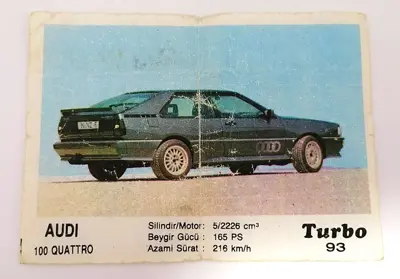 AUDI
100 QUATTRO
Silindir/Motor: 5/2226 cm³
Beygir Gücü : 165 PS
Azami Sürat : 216 km/h
Turbo
93